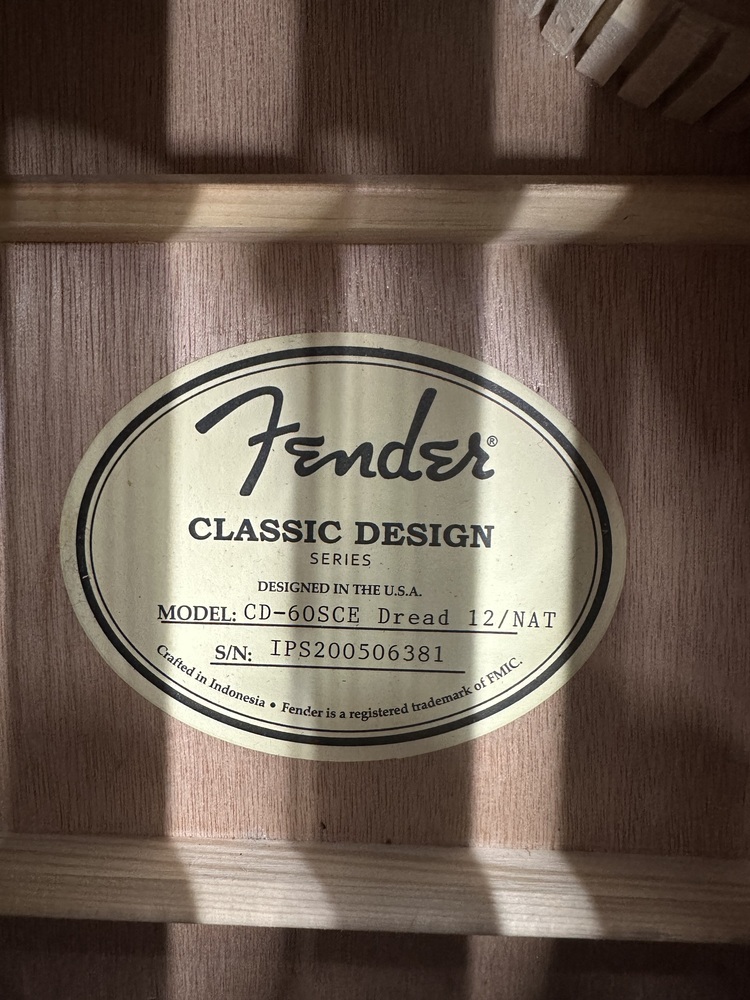 Fender®
CLASSIC DESIGN
SERIES
DESIGNED IN THE U.S.A.
MODEL: CD-60SCE Dread 12/NAT
S/N: IPS200506381
Crafted in Indonesia • Fender is a registered trademark of FMIC.